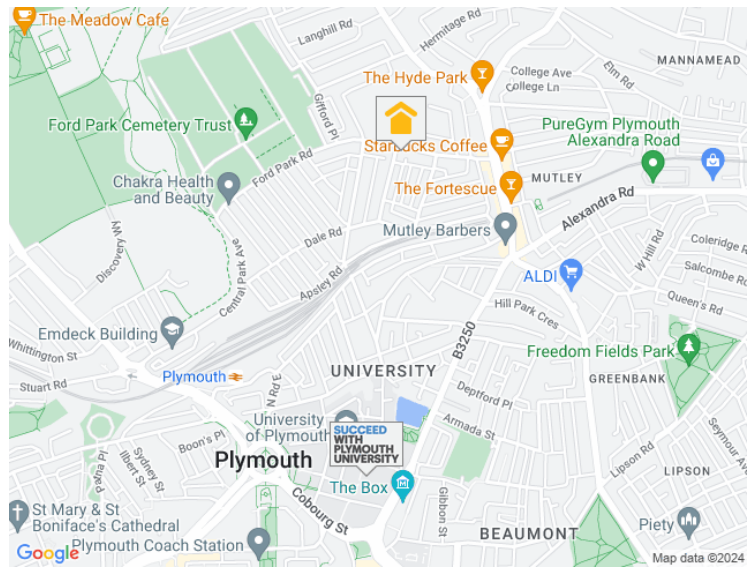 The Meadow Cafe
Langhill Rd
Hermitage Rd
MANNAMEAD
The Hyde Park
College Ave
College Ln
Elm Rd
Ford Park Cemetery Trust
Gifford Pl
Starbucks Coffee
PureGym Plymouth
Alexandra Road
Ford Park Rd
Chakra Health
and Beauty
The Fortescue
MUTLEY
Alexandra Rd
Mutley Barbers
Dale Rd
Discovery Wy
Central Park Ave
Apsley Rd
W Hill Rd
Coleridge R
Salcombe Rd
ALDI
Queen's Rd
Hill Park Cres
Emdeck Building
B3250
Whittington St
Freedom Fields Park
Stuart Rd
Plymouth
UNIVERSITY
GREENBANK
N Rd E
Deptford Pl
University
of Plymouth
Armada St
Seymour Ave
SUCCEED
WITH
PLYMOUTH
UNIVERSITY
Boon's Pl
Palna Pl
Sydney St
Ilbert St
Plymouth
Lipson Rd
LIPSON
The Box
Gibbon St
Cobourg St
St Mary & St
Boniface's Cathedral
BEAUMONT
Piety
Plymouth Coach Station
Google
Map data ©2024